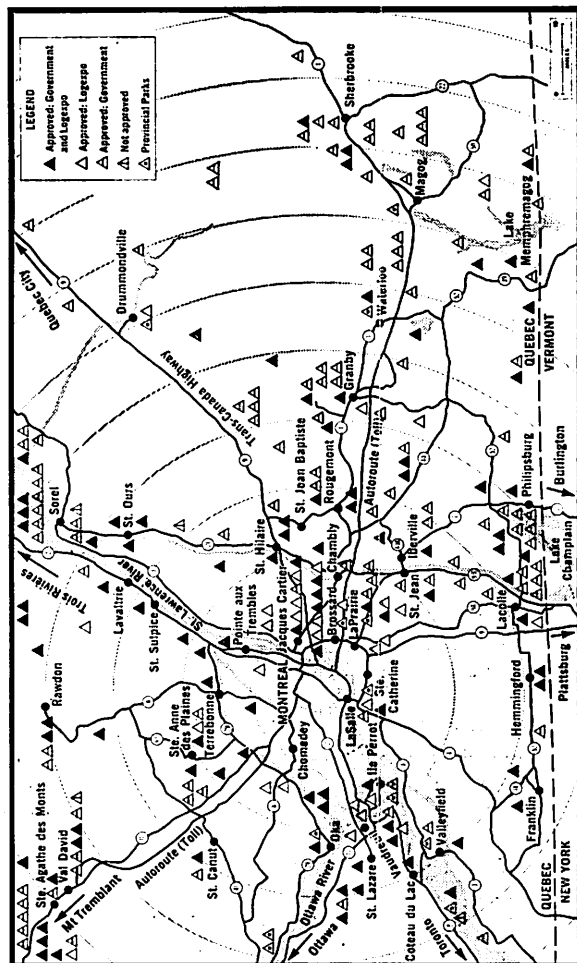 LEGEND
Approved: Government
and Logexpo
Approved: Logexpo
Approved: Government
Not approved
Provincial Parks
Ste. Agathe des Monts
Val David
Mt Tremblant
Autoroute (Toll)
St. Canut
Ottawa River
Ottawa
Oka
St. Lazare
Vaudreuil
Ile Perrot
Coteau du Lac
Toronto
Valleyfield
Franklin
Hemmingford
QUEBEC
NEW YORK
Rawdon
Ste. Anne
des Plaines
Terrebonne
Chomadey
MONTREAL
LaSalle
Ste.
Catherine
Lavaltrie
St. Sulpice
Pointe aux
Trembles
Jacques Cartier
Brossard
LaPrairie
Trois Rivières
St. Lawrence River
Sorel
St. Ours
St. Hilaire
Chambly
St. Jean
Iberville
Lacolle
Plattsburg
St. Jean Baptiste
Rougemont
Autoroute (Toll)
Granby
Waterloo
Philipsburg
Lake
Champlain
Burlington
Trans-Canada Highway
Quebec City
Drummondville
Sherbrooke
Magog
Lake
Memphremagog
QUEBEC
VERMONT
MILES